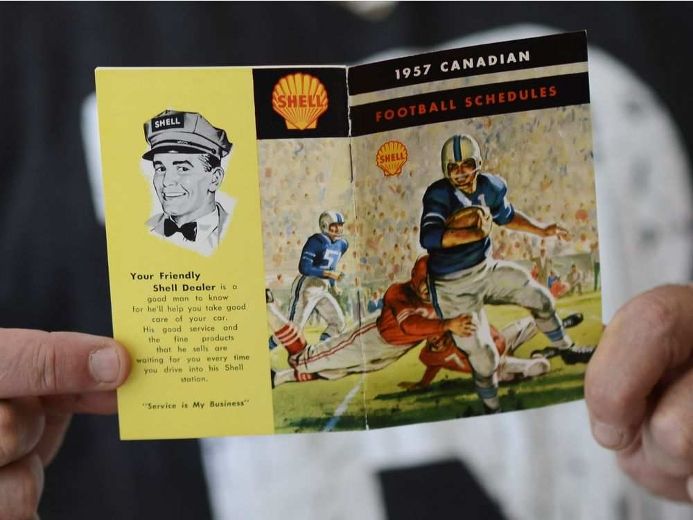 SHELL
Your Friendly
Shell Dealer is a
good man to know
for he'll help you take good
care of your car.
His good service and
the fine products
that he sells are
waiting for you every time
you drive into his Shell
station.
"Service is My Business"
SHELL
1957 CANADIAN
FOOTBALL SCHEDULES
SHELL